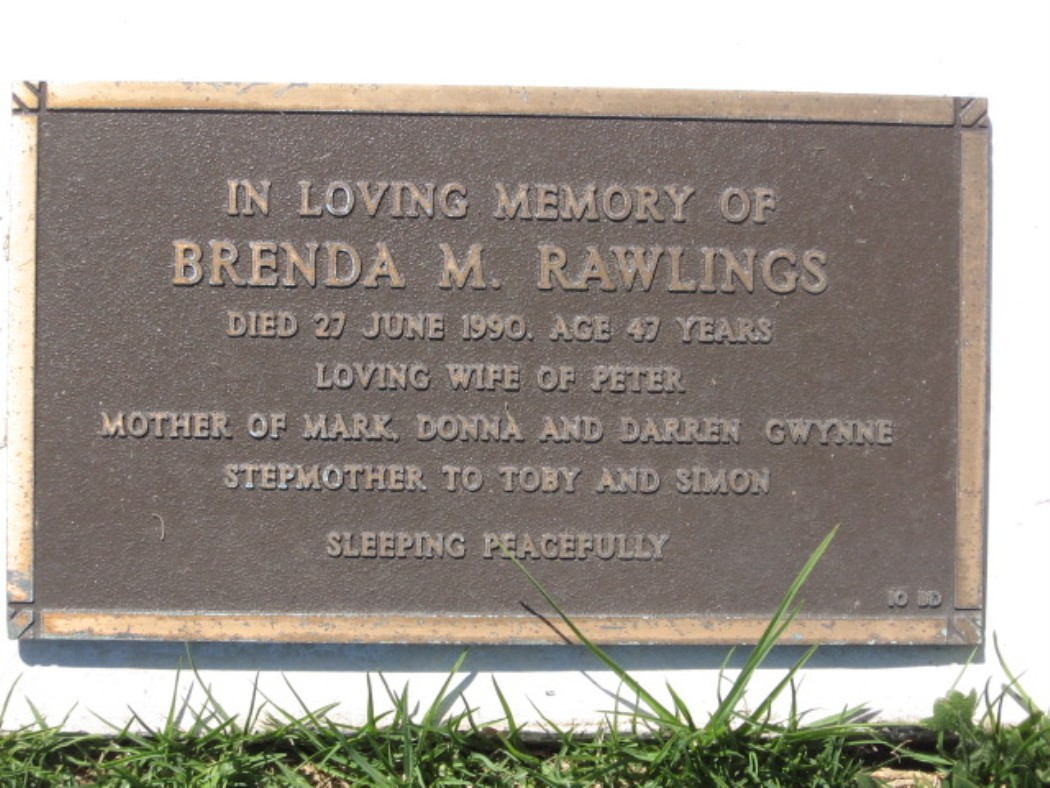 IN LOVING MEMORY OF
BRENDA M. RAWLINGS
DIED 27 JUNE 1990. AGE 47 YEARS
LOVING WIFE OF PETER
MOTHER OF MARK, DONNA AND DARREN GWYNNE
STEPMOTHER TO TOBY AND SIMON
SLEEPING PEACEFULLY
10 BD